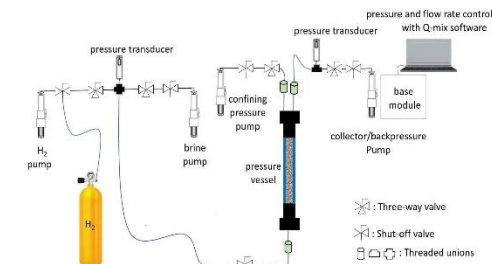 pressure and flow rate control
with Q-mix software
pressure transducer
pressure transducer
confining
pressure
pump
base
module
H2
pump
brine
pump
collector/backpressure
Pump
pressure
vessel
H2
: Three-way valve
: Shut-off valve
: Threaded unions